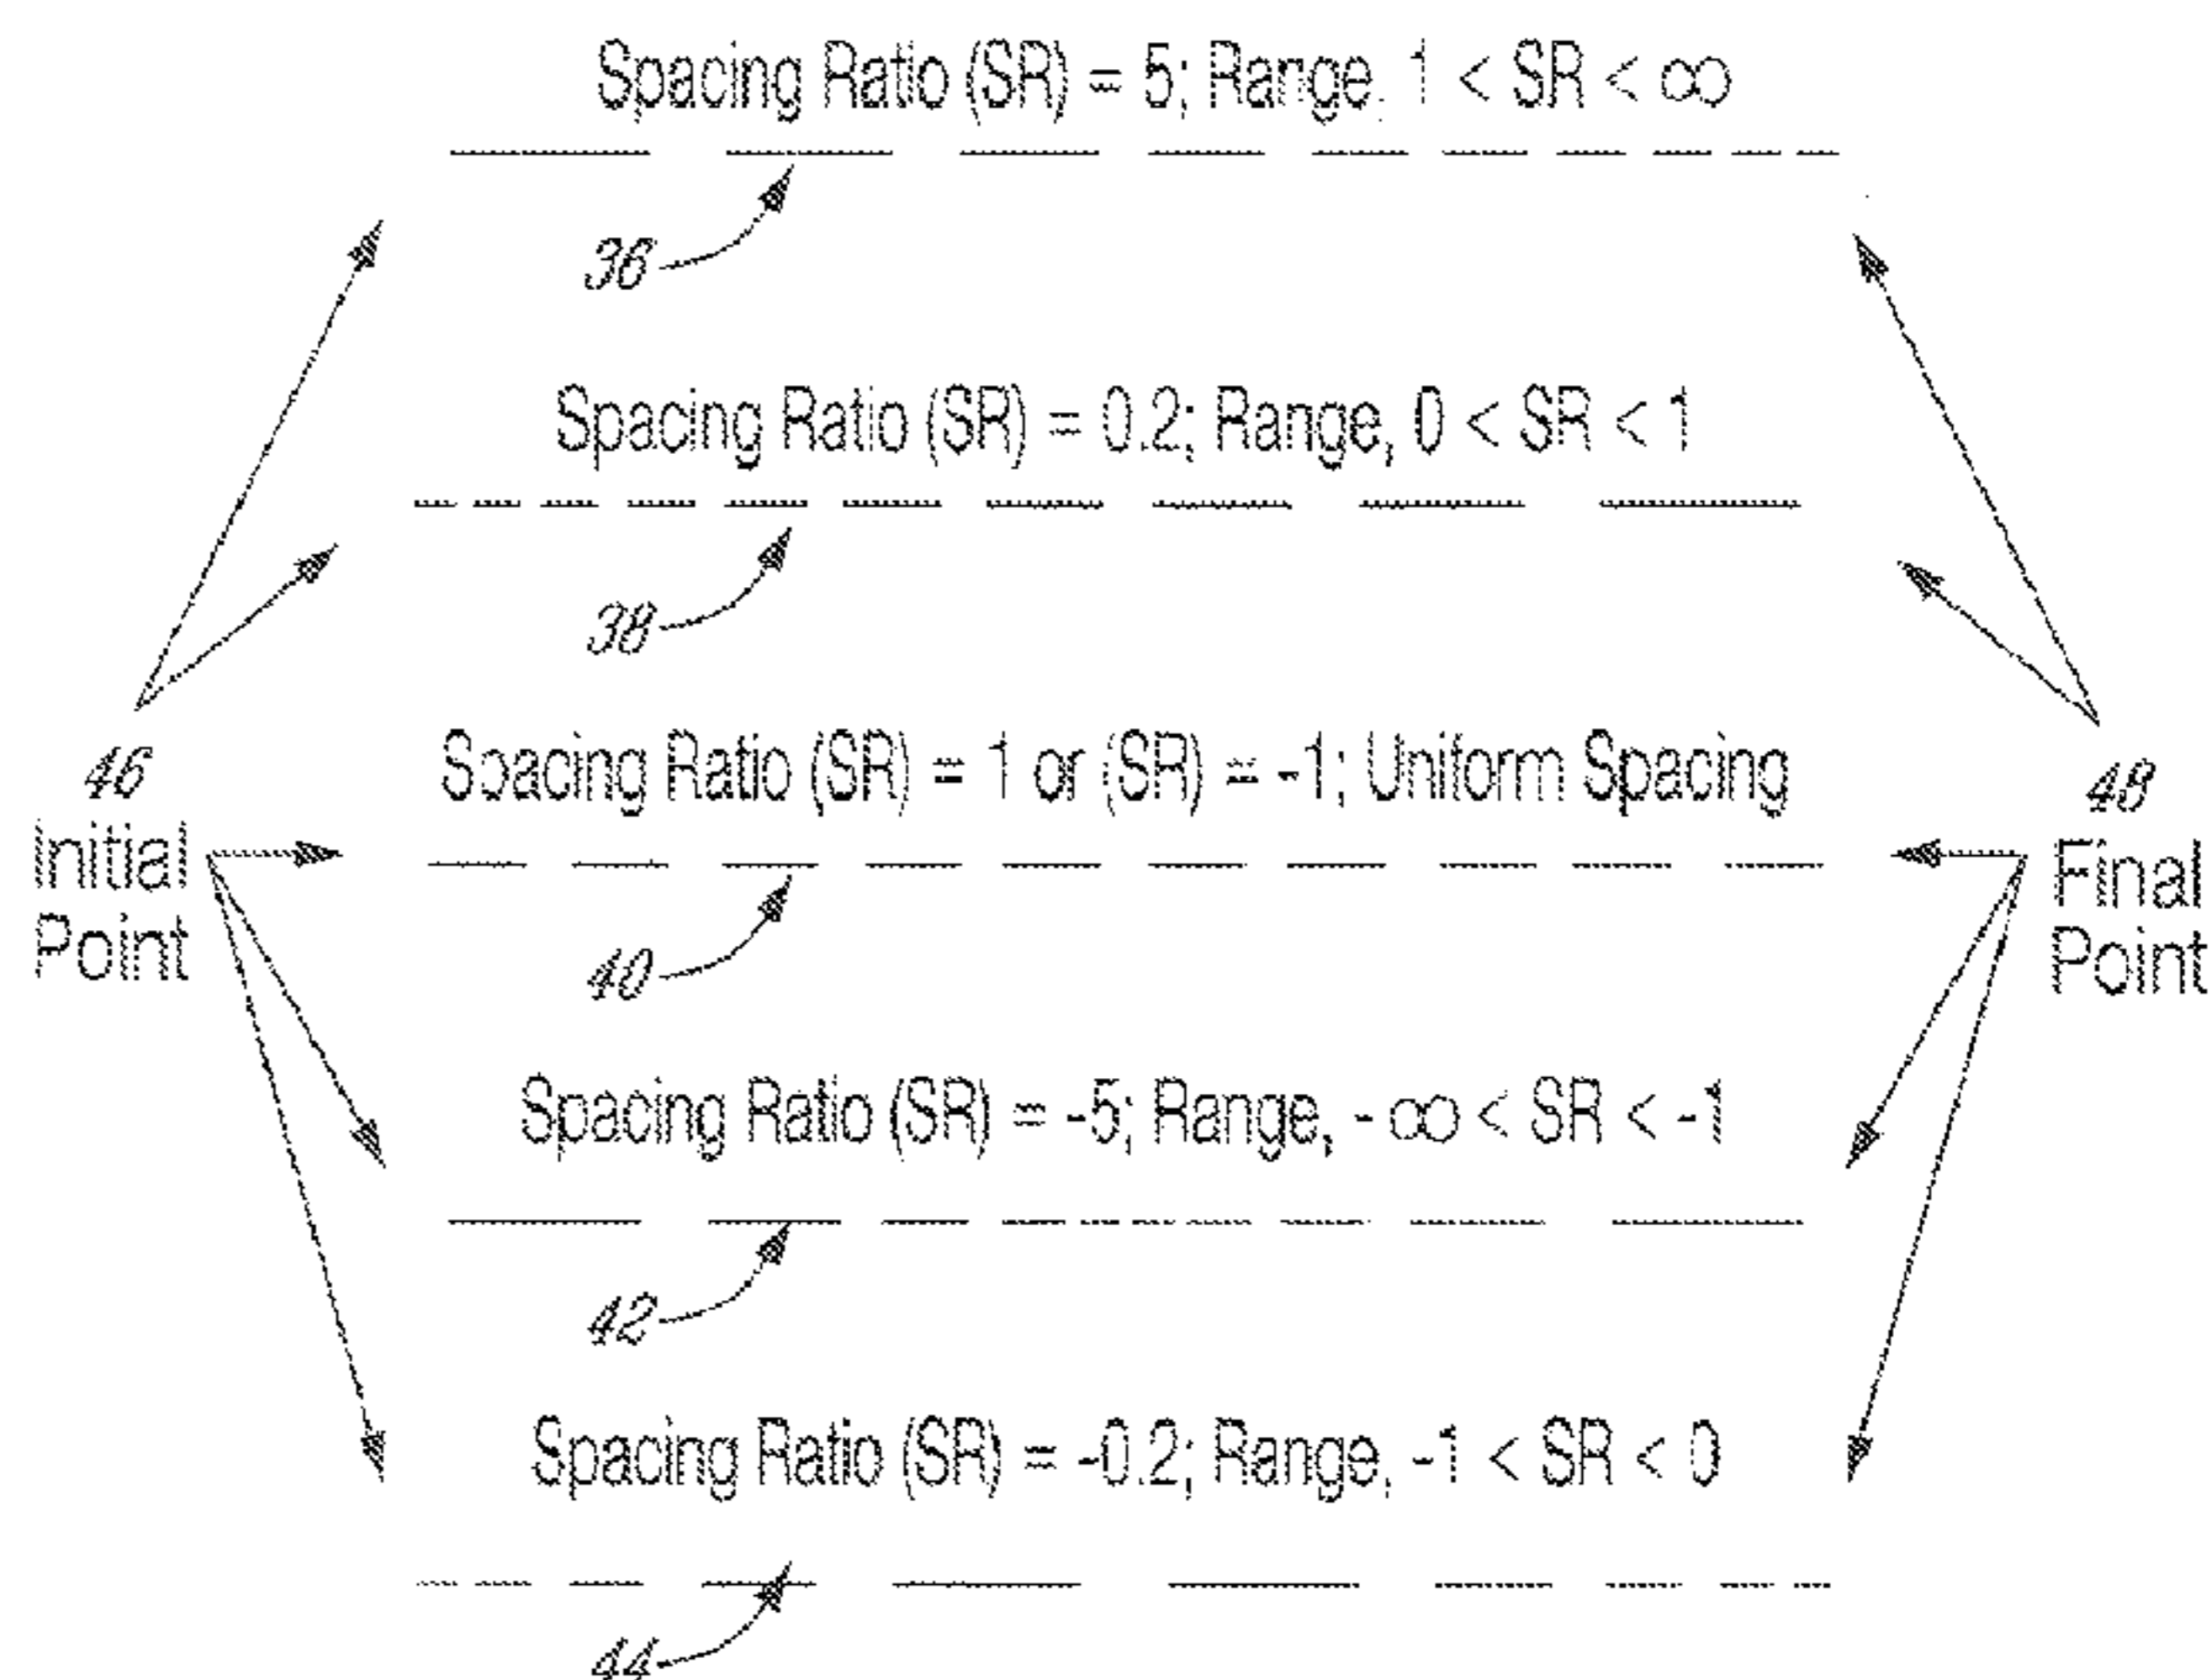 Spacing Ratio (SR) = 5; Range, 1 < SR < ∞
36
Spacing Ratio (SR) = 0.2; Range, 0 < SR < 1
38
46
Initial
Point
Spacing Ratio (SR) = 1 or (SR) = -1; Uniform Spacing
48
Final
Point
40
Spacing Ratio (SR) = -5; Range, -∞ < SR < -1
42
Spacing Ratio (SR) = -0.2; Range, -1 < SR < 0
44